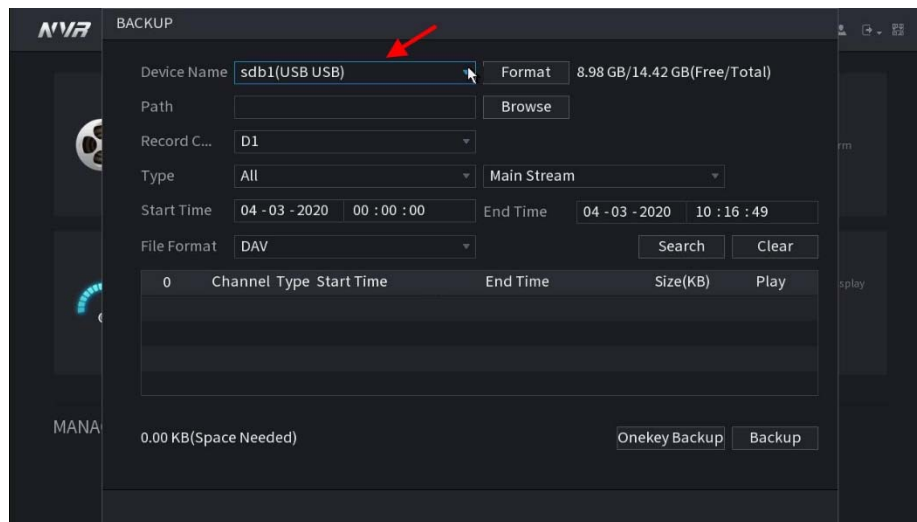 NVR
BACKUP
Device Name sdb1(USB USB) Format 8.98 GB/14.42 GB(Free/Total)
Path Browse
Record C... D1
rm
Type All Main Stream
Start Time 04 - 03 - 2020 00 : 00 : 00 End Time 04 - 03 - 2020 10 : 16 : 49
File Format DAV Search Clear
0 Channel Type Start Time End Time Size(KB) Play
splay
MANA
0.00 KB(Space Needed) Onekey Backup Backup